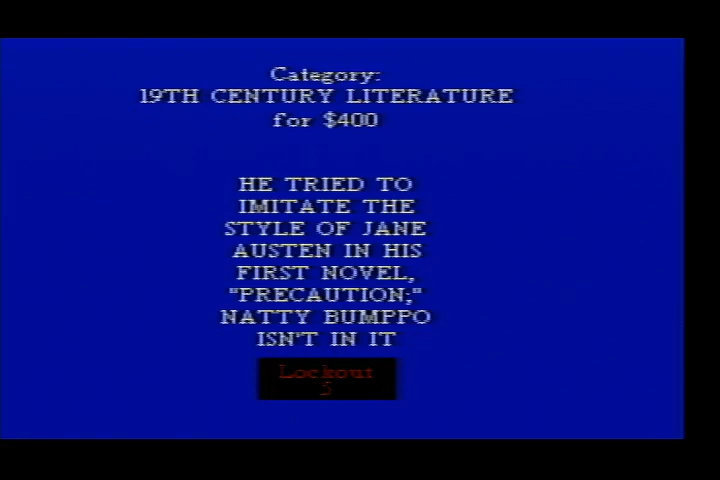 Category:
19TH CENTURY LITERATURE
for $400
HE TRIED TO
IMITATE THE
STYLE OF JANE
AUSTEN IN HIS
FIRST NOVEL,
"PRECAUTION;"
NATTY BUMPPO
ISN'T IN IT
Lockout
5